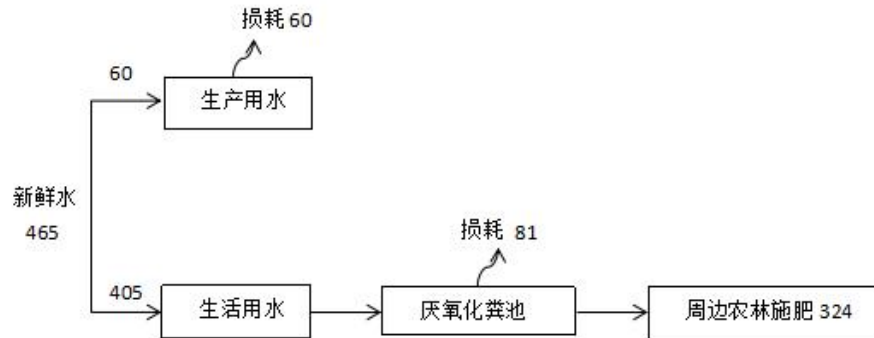 损耗 60
60
生产用水
新鲜水
465
损耗 81
405
生活用水
厌氧化粪池
周边农林施肥 324